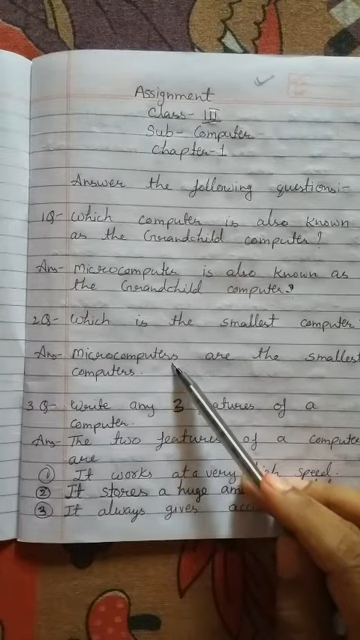 Assignment
Class- III
Sub- Computer-
Chapter-1
Answer the following questions:-
1Q- Which computer is also known
as the Grandchild computer?
Ans- Microcomputer is also known as
the Grandchild computer?
2Q- Which is the smallest computer
Ans- Microcomputers are the smallest
computers.
3.Q- Write any 3 features of a
computer.
Ans- The two features of a computer
are
① It works at a very high speed.
② It stores a huge
③ It always gives